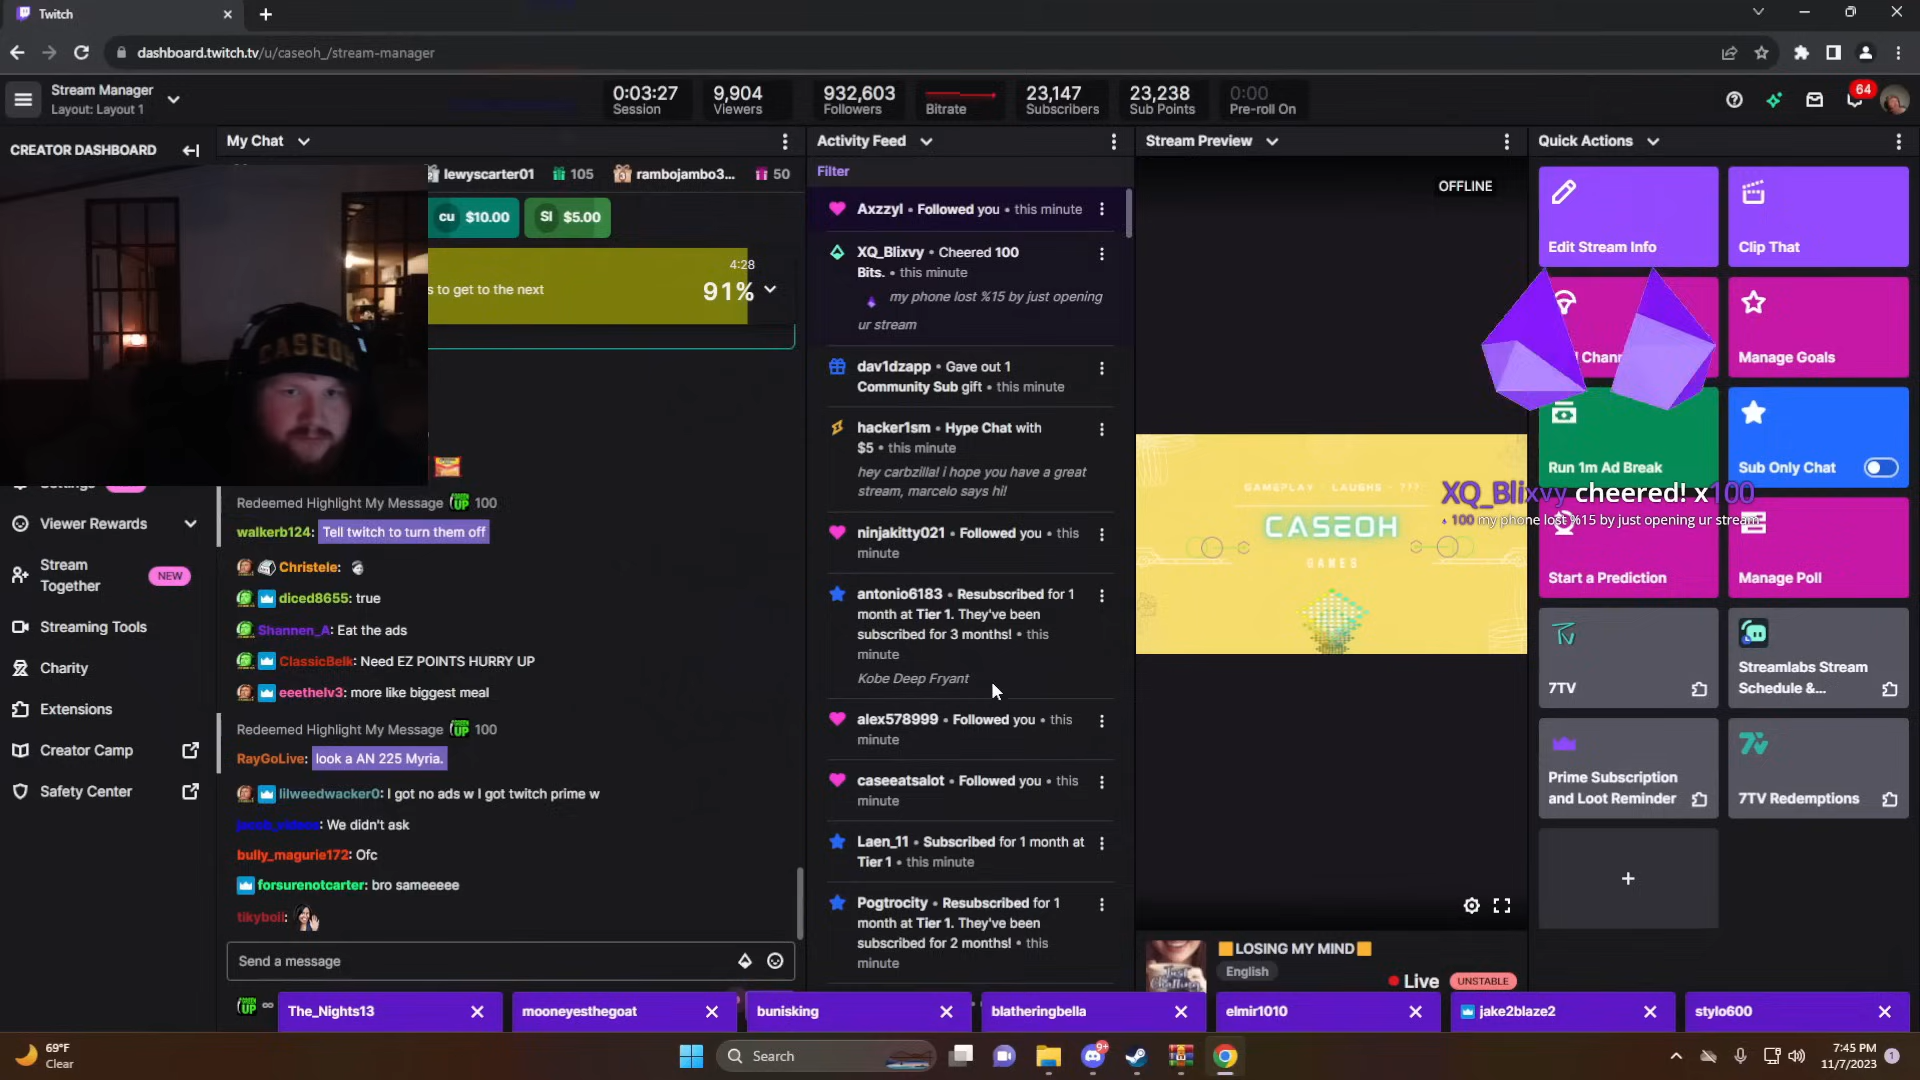 Twitch
dashboard.twitch.tv/u/caseoh_/stream-manager
Stream Manager
Layout: Layout 1
0:03:27
Session
9,904
Viewers
932,603
Followers
Bitrate
23,147
Subscribers
23,238
Sub Points
0:00
Pre-roll On
64
CREATOR DASHBOARD
Viewer Rewards
Stream
Together
NEW
Streaming Tools
Charity
Extensions
Creator Camp
Safety Center
CASEOH
My Chat
lewyscarter01 105 rambojambo3... 50
cu $10.00 SI $5.00
4:28
s to get to the next 91%
Redeemed Highlight My Message 100
walkerb124: Tell twitch to turn them off
Christele:
diced8655: true
Shannen_A: Eat the ads
ClassicBelk: Need EZ POINTS HURRY UP
eeethelv3: more like biggest meal
Redeemed Highlight My Message 100
RayGoLive: look a AN 225 Myria.
lilweedwacker0: I got no ads w I got twitch prime w
: We didn't ask
bully_magurie172: Ofc
forsurenotcarter: bro sameeeee
tikyboii:
Send a message
Activity Feed
Filter
Axzzyl • Followed you • this minute
XQ_Blixvy • Cheered 100
Bits. • this minute
my phone lost %15 by just opening
ur stream
dav1dzapp • Gave out 1
Community Sub gift • this minute
hacker1sm • Hype Chat with
$5 • this minute
hey carbzilla! i hope you have a great
stream, marcelo says hi!
ninjakitty021 • Followed you • this
minute
antonio6183 • Resubscribed for 1
month at Tier 1. They've been
subscribed for 3 months! • this
minute
Kobe Deep Fryant
alex578999 • Followed you • this
minute
caseeatsalot • Followed you • this
minute
Laen_11 • Subscribed for 1 month at
Tier 1 • this minute
Pogtrocity • Resubscribed for 1
month at Tier 1. They've been
subscribed for 2 months! • this
minute
Stream Preview
OFFLINE
GAMEPLAY - LAUGHS - ???
CASEOH
GAMES
LOSING MY MIND
English
Live UNSTABLE
Quick Actions
Edit Stream Info
Clip That
Chann
Manage Goals
Run 1m Ad Break
Sub Only Chat
XQ_Blixvy cheered! x100
100 my phone lost %15 by just opening ur stream
Start a Prediction
Manage Poll
7TV
Streamlabs Stream
Schedule &...
Prime Subscription
and Loot Reminder
7TV Redemptions
The_Nights13
mooneyesthegoat
bunisking
blatheringbella
elmir1010
jake2blaze2
stylo600
69°F
Clear
Search
9+
7:45 PM
11/7/2023
1